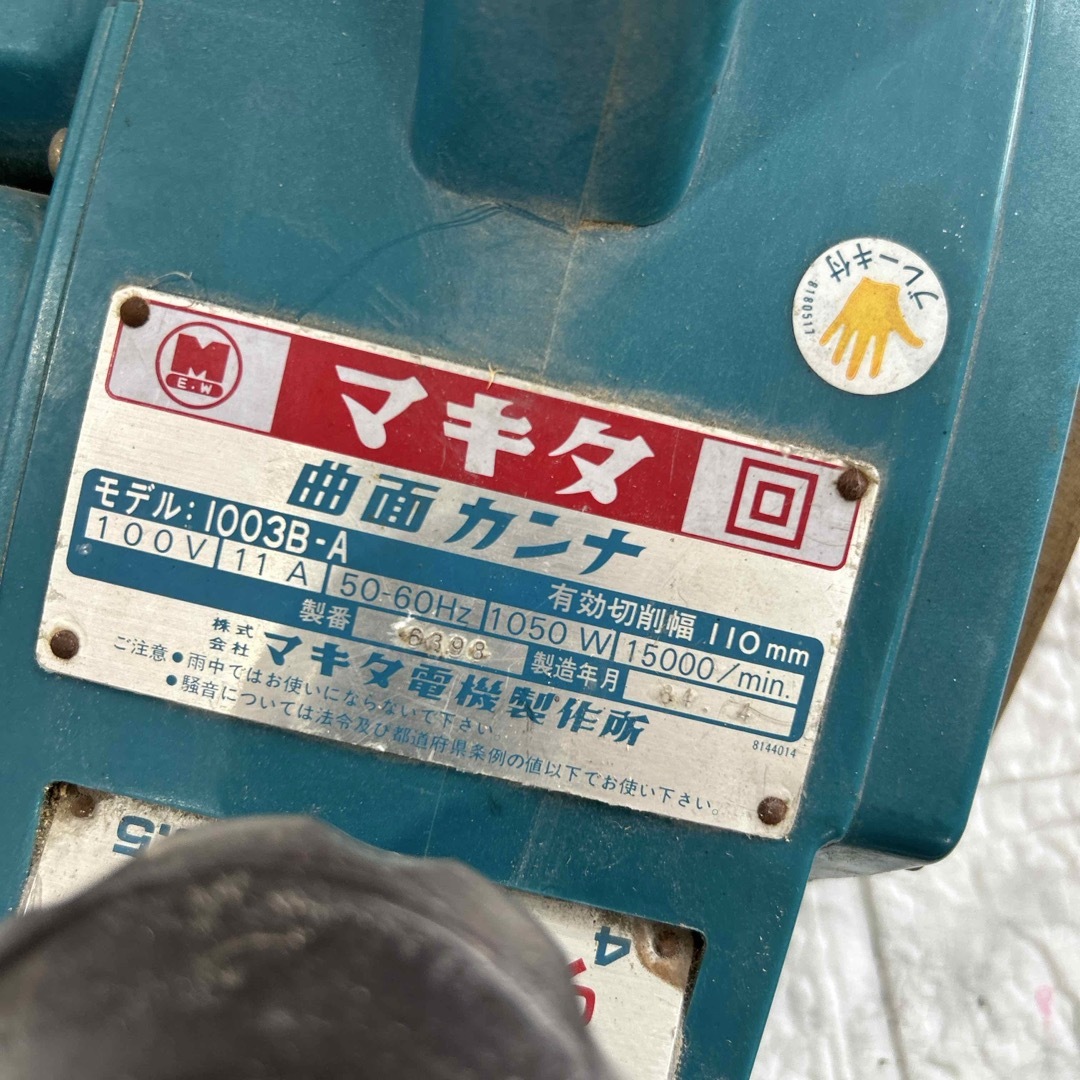 ブレーキ付
8180517
M
E.W
マキタ
曲面カンナ
モデル:1003B-A
有効切削幅 110mm
100V 11A 50-60Hz 1050W 15000/min.
製番 6398 製造年月
株式会社 マキタ電機製作所
ご注意 ●雨中ではお使いにならないで下さい
●騒音については法令及び都道府県条例の値以下でお使い下さい。
8144014
4